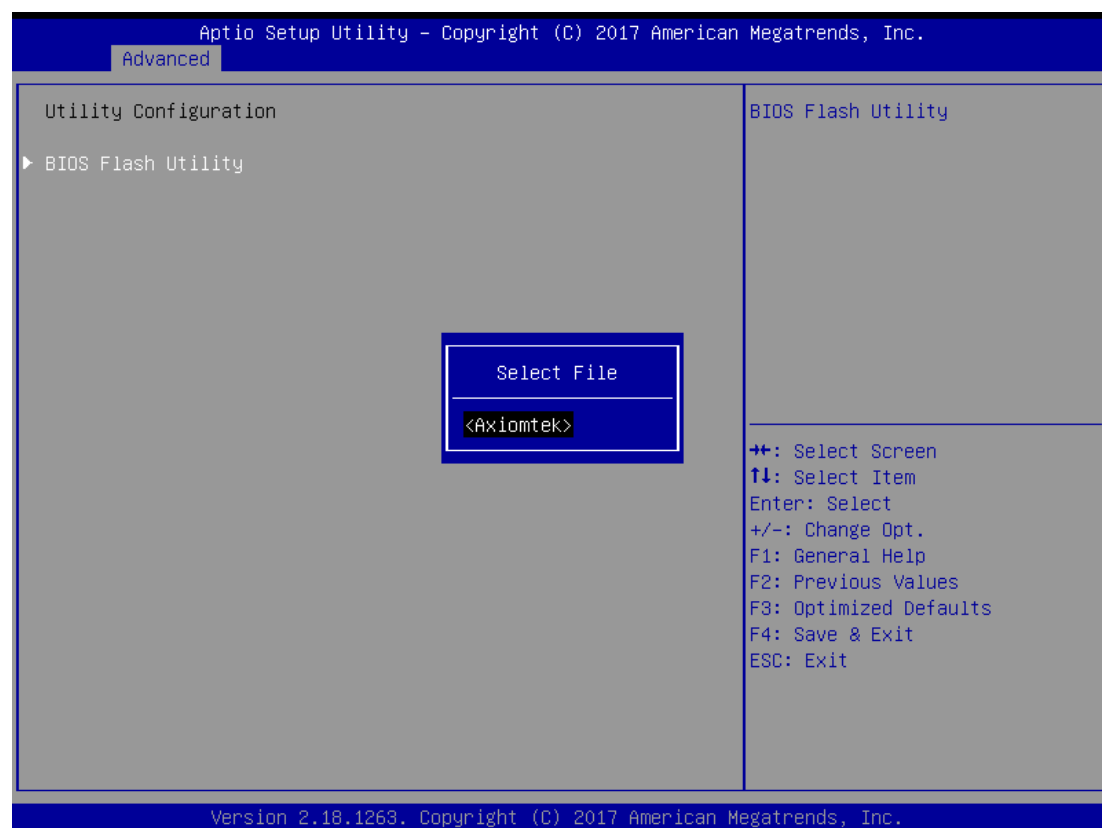 Aptio Setup Utility – Copyright (C) 2017 American Megatrends, Inc.
Advanced
Utility Configuration
BIOS Flash Utility
BIOS Flash Utility
Select File
<Axiomtek>
→←: Select Screen
↑↓: Select Item
Enter: Select
+/-: Change Opt.
F1: General Help
F2: Previous Values
F3: Optimized Defaults
F4: Save & Exit
ESC: Exit
Version 2.18.1263. Copyright (C) 2017 American Megatrends, Inc.